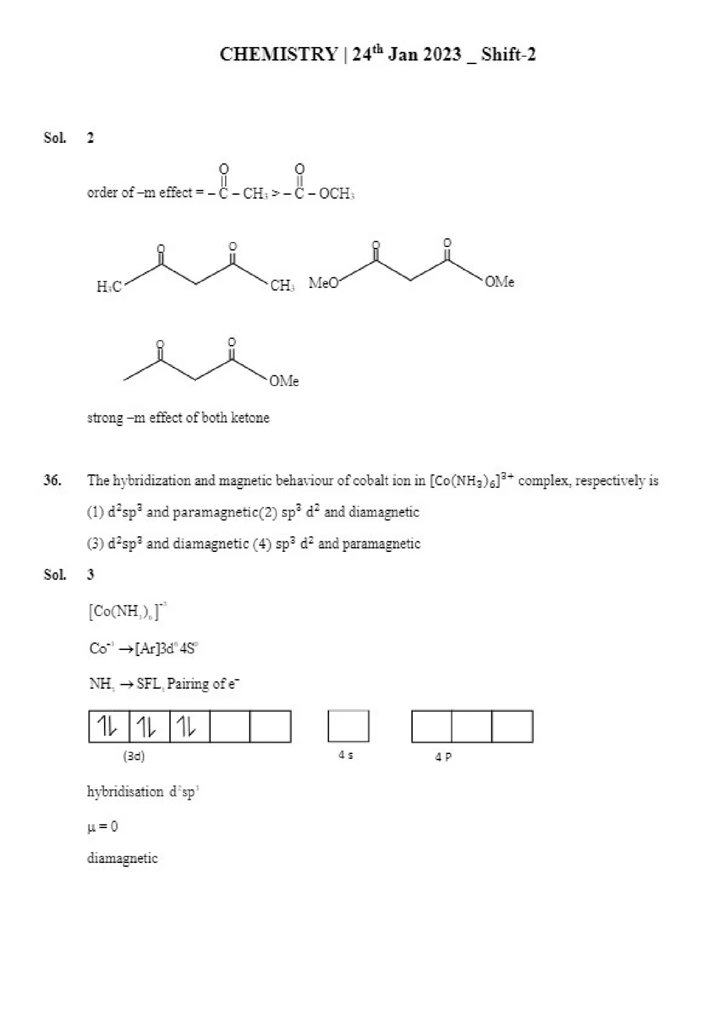 CHEMISTRY | 24th Jan 2023 _ Shift-2
Sol. 2
O O
order of –m effect = – C – CH₃ > – C – OCH₃
O O O O
H₃C CH₃ MeO OMe
O O
OMe
strong –m effect of both ketone
36. The hybridization and magnetic behaviour of cobalt ion in [Co(NH₃)₆]³⁺ complex, respectively is
(1) d²sp³ and paramagnetic(2) sp³ d² and diamagnetic
(3) d²sp³ and diamagnetic (4) sp³ d² and paramagnetic
Sol. 3
[Co(NH₃)₆]⁺³
Co⁺³ →[Ar]3d⁶ 4S⁰
NH₃ → SFL, Pairing of e⁻
(3d) 4 s 4 P
hybridisation d²sp³
μ = 0
diamagnetic